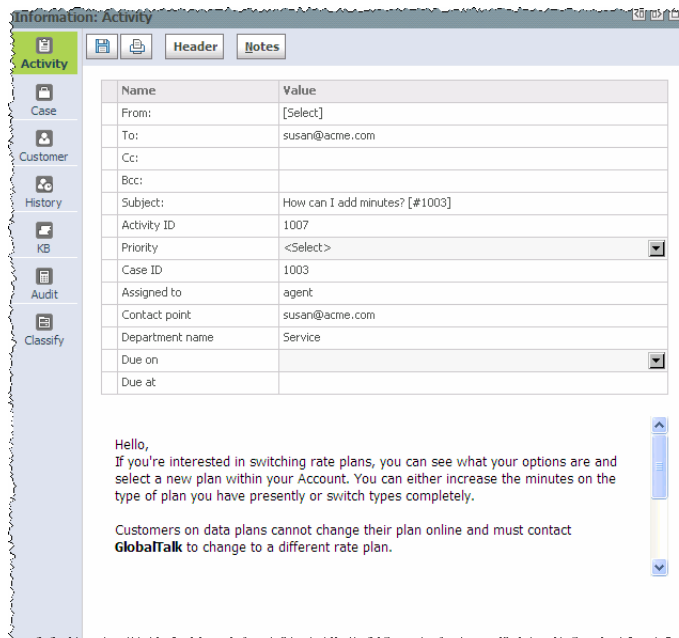 Information: Activity
Header
Notes
Activity
Case
Customer
History
KB
Audit
Classify
Name Value
From: [Select]
To: susan@acme.com
Cc:
Bcc:
Subject: How can I add minutes? [#1003]
Activity ID 1007
Priority <Select>
Case ID 1003
Assigned to agent
Contact point susan@acme.com
Department name Service
Due on
Due at
Hello,
If you're interested in switching rate plans, you can see what your options are and
select a new plan within your Account. You can either increase the minutes on the
type of plan you have presently or switch types completely.
Customers on data plans cannot change their plan online and must contact
GlobalTalk to change to a different rate plan.